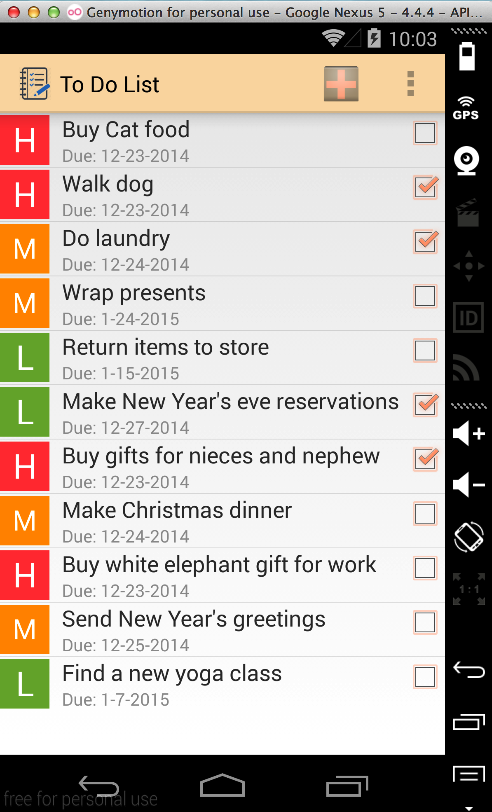 Genymotion for personal use - Google Nexus 5 - 4.4.4 - API...
10:03
To Do List
GPS
H Buy Cat food
Due: 12-23-2014
H Walk dog
Due: 12-23-2014
M Do laundry
Due: 12-24-2014
M Wrap presents
Due: 1-24-2015
ID
L Return items to store
Due: 1-15-2015
L Make New Year's eve reservations
Due: 12-27-2014
H Buy gifts for nieces and nephew
Due: 12-23-2014
M Make Christmas dinner
Due: 12-24-2014
H Buy white elephant gift for work
Due: 12-23-2014
1:1
M Send New Year's greetings
Due: 12-25-2014
L Find a new yoga class
Due: 1-7-2015
free for personal use